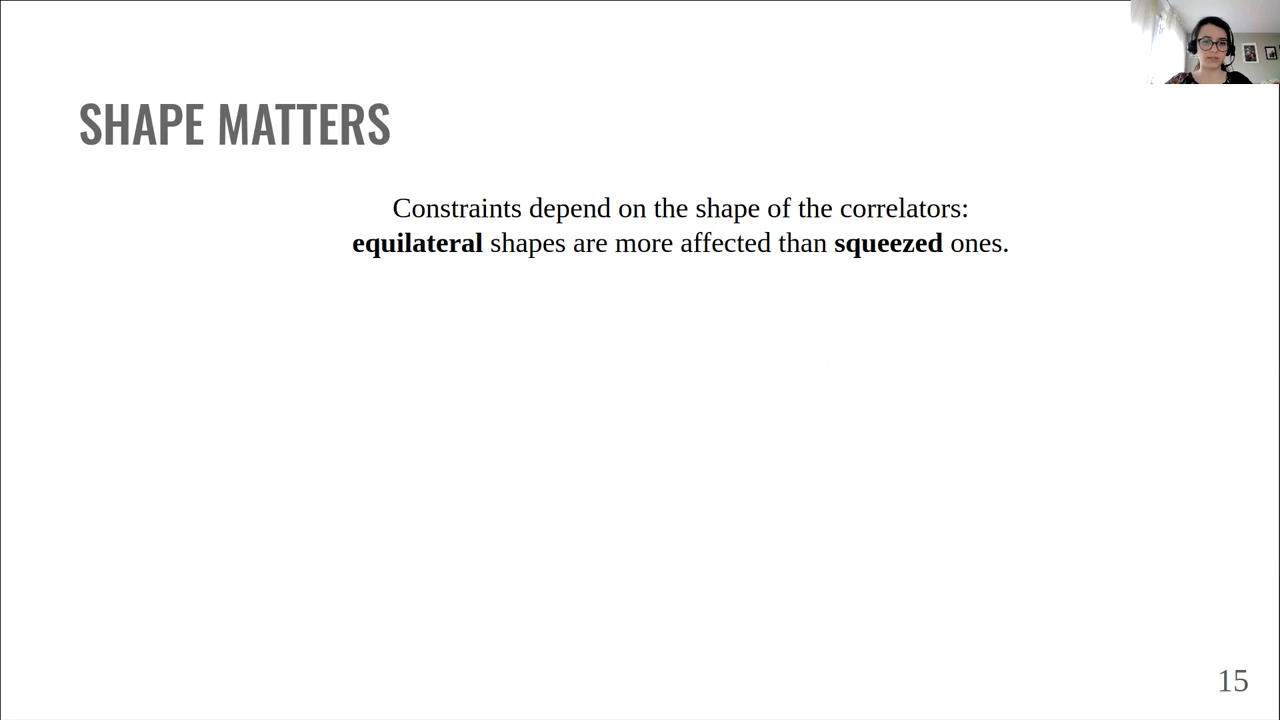 SHAPE MATTERS
Constraints depend on the shape of the correlators:
equilateral shapes are more affected than squeezed ones.
15